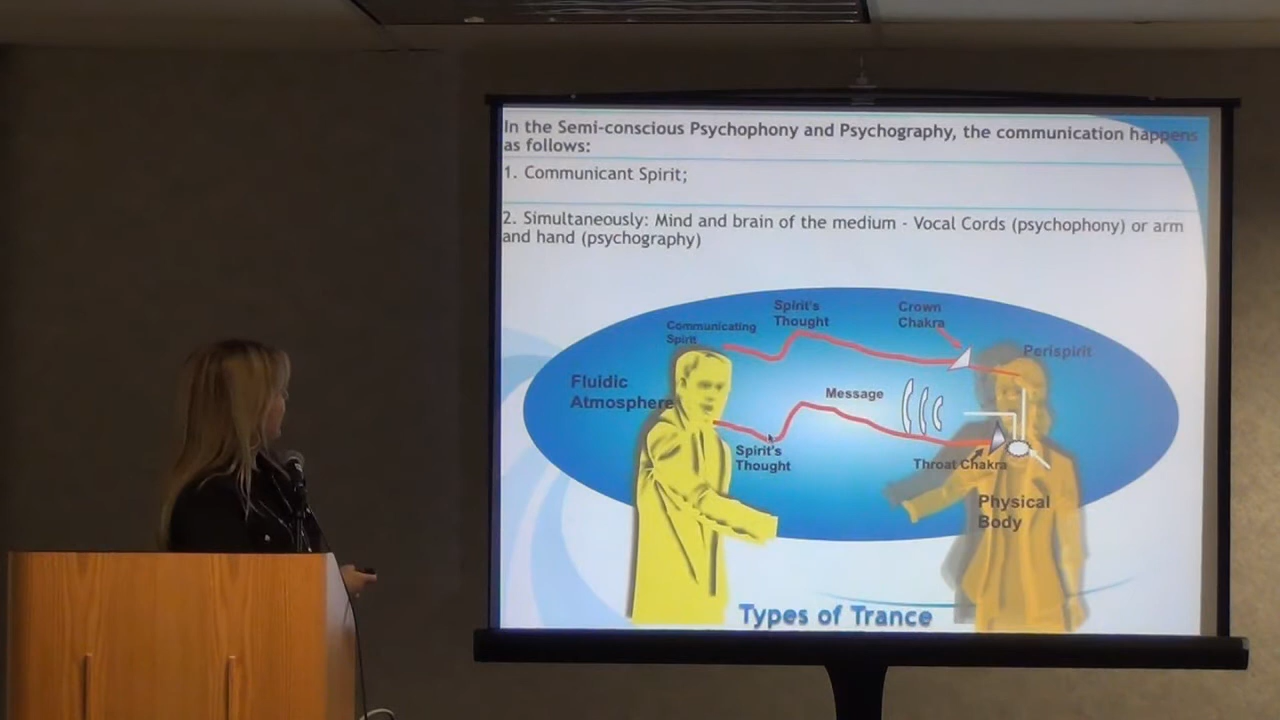 In the Semi-conscious Psychophony and Psychography, the communication happens
as follows:
1. Communicant Spirit;
2. Simultaneously: Mind and brain of the medium - Vocal Cords (psychophony) or arm
and hand (psychography)
Spirit's
Thought
Crown
Chakra
Communicating
Spirit
Perispirit
Fluidic
Atmosphere
Message
Spirit's
Thought
Throat Chakra
Physical
Body
Types of Trance